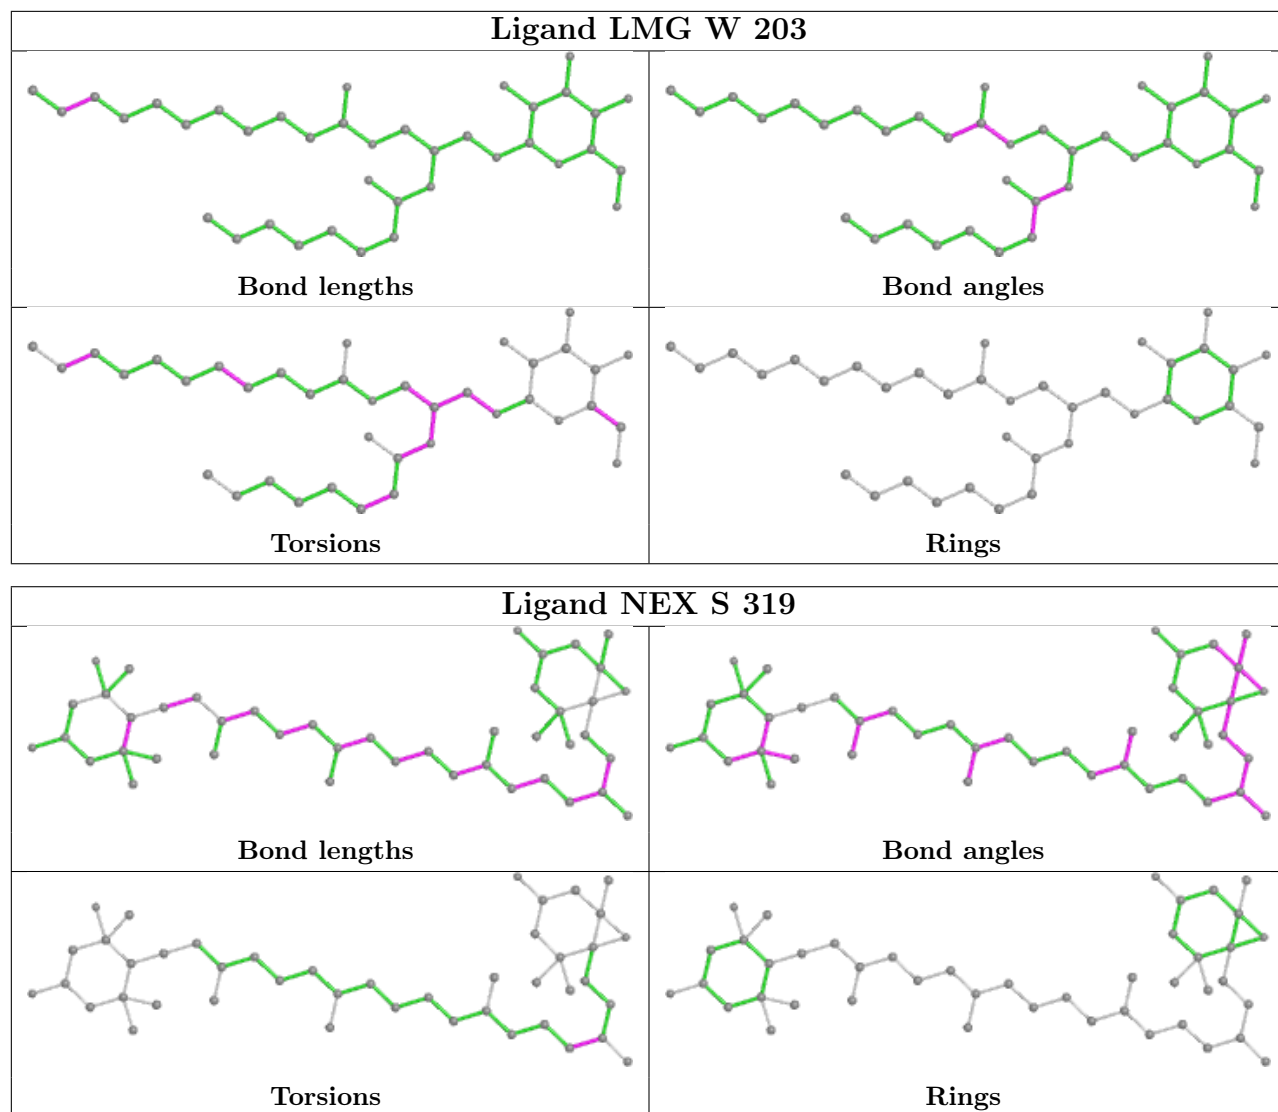 Ligand LMG W 203
Bond lengths
Bond angles
Torsions
Rings
Ligand NEX S 319
Bond lengths
Bond angles
Torsions
Rings